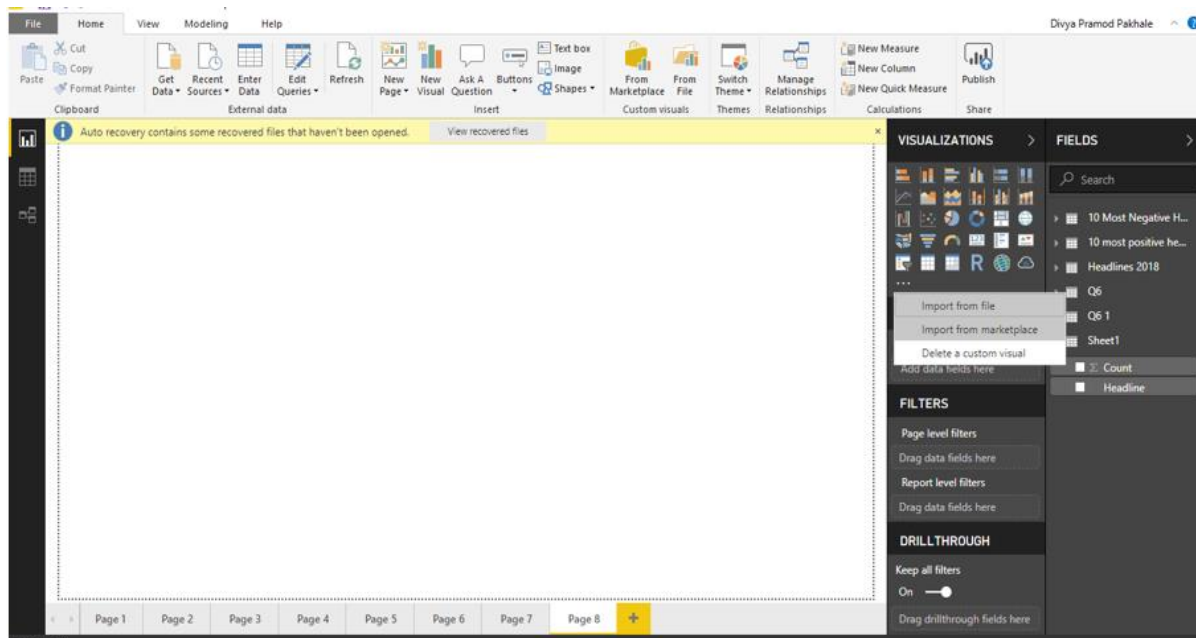 File Home View Modeling Help Divya Pramod Pakhale
Cut
Copy
Format Painter
Paste
Get Data
Recent Sources
Enter Data
Edit Queries
Refresh
New Page
New Visual
Ask A Question
Buttons
Text box
Image
Shapes
From Marketplace
From File
Switch Theme
Manage Relationships
New Measure
New Column
New Quick Measure
Publish
Clipboard External data Insert Custom visuals Themes Relationships Calculations Share
i Auto recovery contains some recovered files that haven't been opened. View recovered files ×
VISUALIZATIONS
R
...
Import from file
Import from marketplace
Delete a custom visual
Add data fields here
FILTERS
Page level filters
Drag data fields here
Report level filters
Drag data fields here
DRILLTHROUGH
Keep all filters
On
Drag drillthrough fields here
FIELDS
Search
10 Most Negative H...
10 most positive he...
Headlines 2018
Q6
Q6 1
Sheet1
Σ Count
Headline
Page 1 Page 2 Page 3 Page 4 Page 5 Page 6 Page 7 Page 8 +